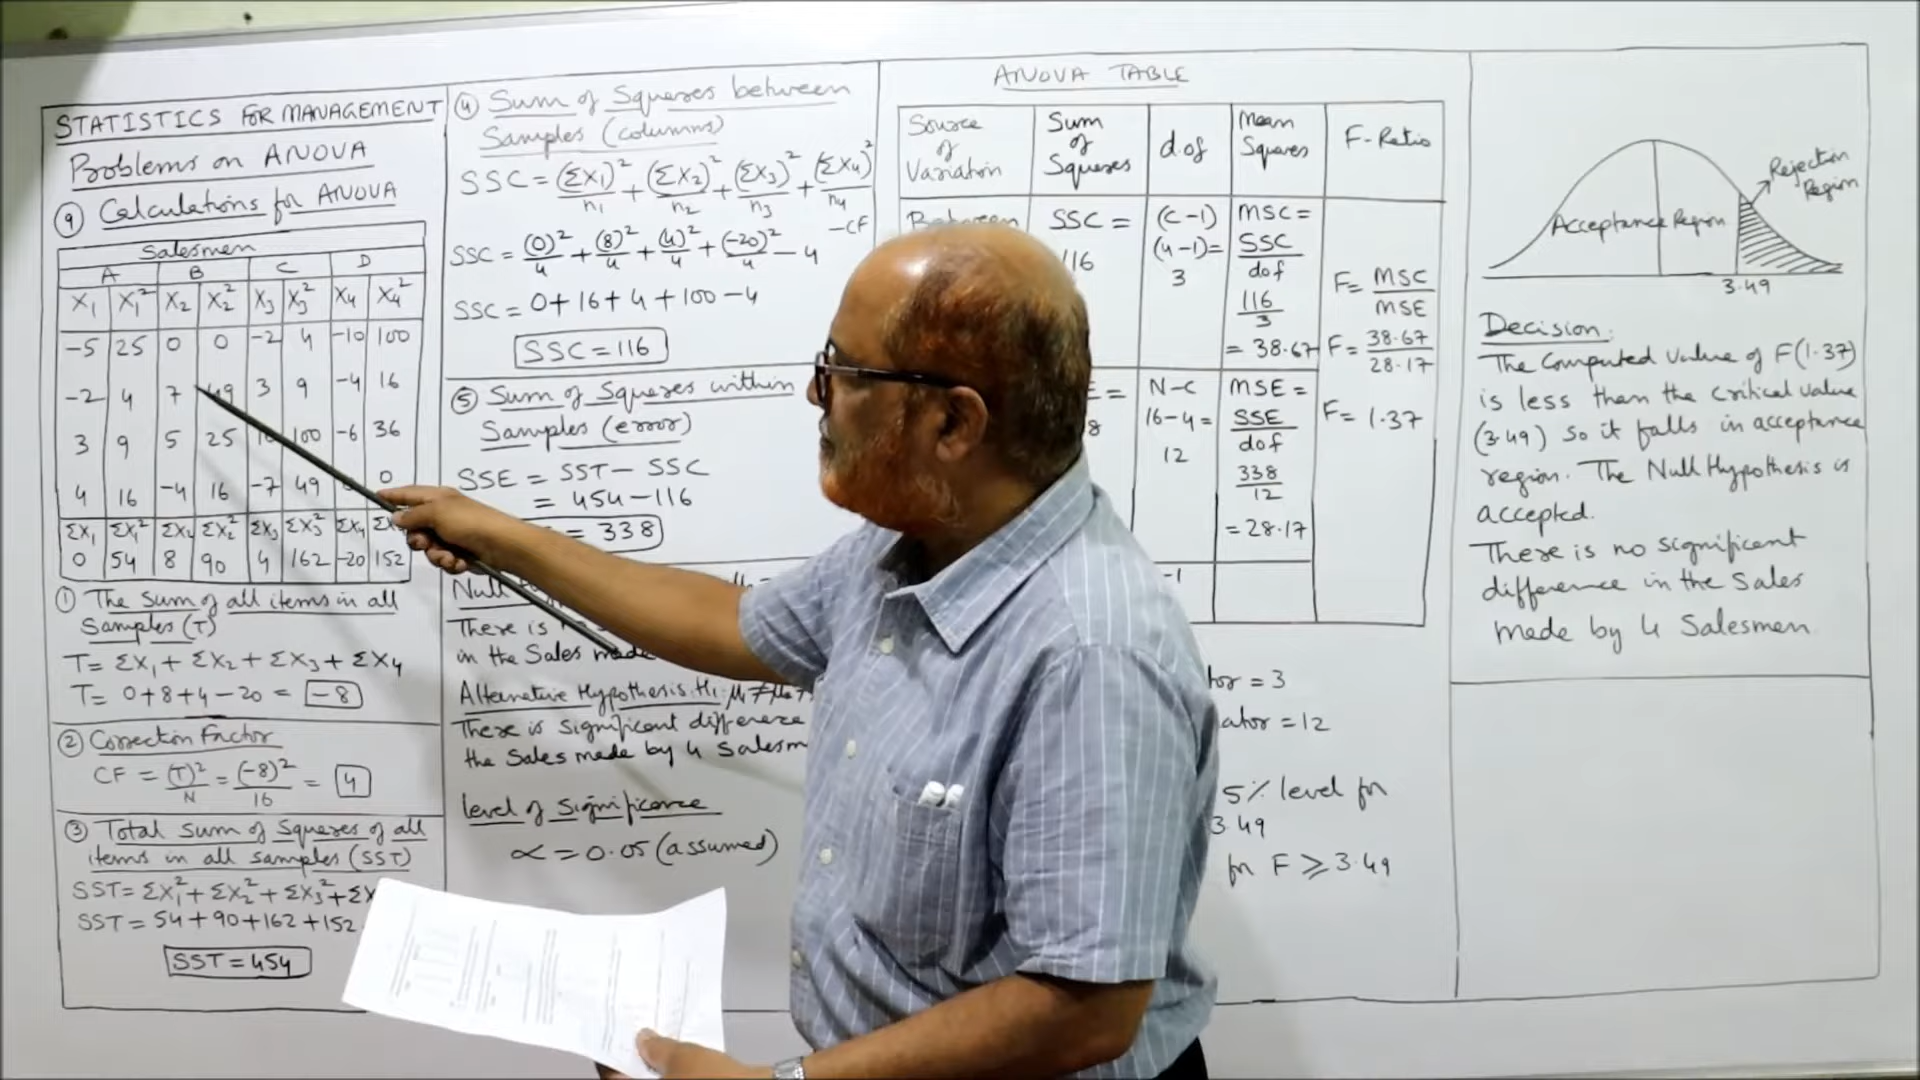 STATISTICS FOR MANAGEMENT
Problems on ANOVA
9 Calculations for ANOVA
Salesmen
A B C D
X₁ X₁² X₂ X₂² X₃ X₃² X₄ X₄²
-5 25 0 0 -2 4 -10 100
-2 4 7 49 3 9 -4 16
3 9 5 25 100 -6 36
4 16 -4 16 -7 49 0
ΣX₁ ΣX₁² ΣX₂ ΣX₂² ΣX₃ ΣX₃² ΣX₄
0 54 8 90 4 162 -20 152
① The Sum of all items in all
Samples (T)
T = ΣX₁ + ΣX₂ + ΣX₃ + ΣX₄
T = 0+8+4-20 = -8
② Correction Factor
CF = (T)²/N = (-8)²/16 = 4
③ Total Sum of Squares of all
items in all samples (SST)
SST = ΣX₁² + ΣX₂² + ΣX₃² +
SST = 54+90+162+152
SST = 454
④ Sum of Squares between
Samples (columns)
SSC = (ΣX₁)²/n₁ + (ΣX₂)²/n₂ + (ΣX₃)²/n₃ + (ΣX₄)²/n₄
-CF
SSC = (0)²/4 + (8)²/4 + (4)²/4 + (-20)²/4 - 4
SSC = 0+16+4+100-4
SSC = 116
⑤ Sum of Squares within
Samples (error)
SSE = SST - SSC
= 454-116
= 338
Null
There is
in the Sales made
Alternative Hypothesis: H₁: μ₁ ≠
There is significant difference
the Sales made by 4
level of Significance
α = 0.05 (assumed)
ANOVA TABLE
Source of Variation Sum of Squares d.of Mean Squares F-Ratio
Between SSC = 116 (C-1) (4-1)= 3 MSC = SSC/dof 116/3 = 38.67
F = MSC/MSE
F = 38.67/28.17
F = 1.37
N-C 16-4= 12 MSE = SSE/dof 338/12 = 28.17
-1
= 3
= 12
5% level for
3.49
for F ⩾ 3.49
Acceptance Region
Rejection
Region
3.49
Decision:
The Computed Value of F(1.37)
is less than the critical value
(3.49) so it falls in acceptance
region. The Null Hypothesis is
accepted.
There is no significant
difference in the Sales
made by 4 Salesmen